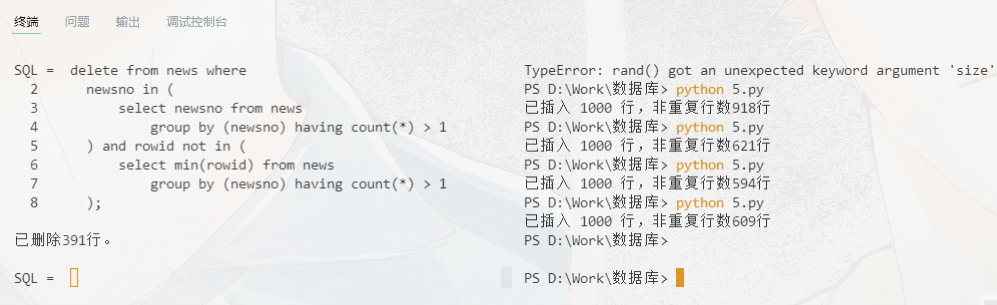 终端 问题 输出 调试控制台
SQL = delete from news where
2 newsno in (
3 select newsno from news
4 group by (newsno) having count(*) > 1
5 ) and rowid not in (
6 select min(rowid) from news
7 group by (newsno) having count(*) > 1
8 );
已删除391行。
SQL =
TypeError: rand() got an unexpected keyword argument 'size'
PS D:\Work\数据库> python 5.py
已插入 1000 行，非重复行数918行
PS D:\Work\数据库> python 5.py
已插入 1000 行，非重复行数621行
PS D:\Work\数据库> python 5.py
已插入 1000 行，非重复行数594行
PS D:\Work\数据库> python 5.py
已插入 1000 行，非重复行数609行
PS D:\Work\数据库>
PS D:\Work\数据库>